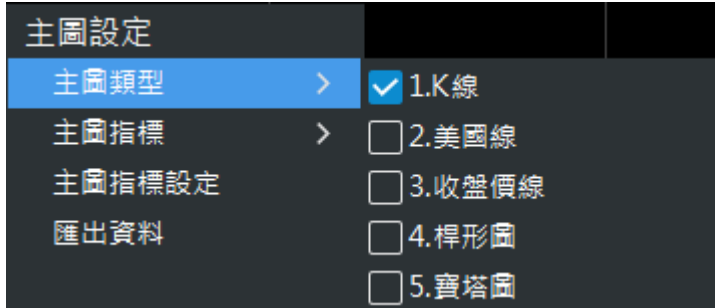 主圖設定
主圖類型
主圖指標
主圖指標設定
匯出資料
1.K線
2.美國線
3.收盤價線
4.桿形圖
5.寶塔圖